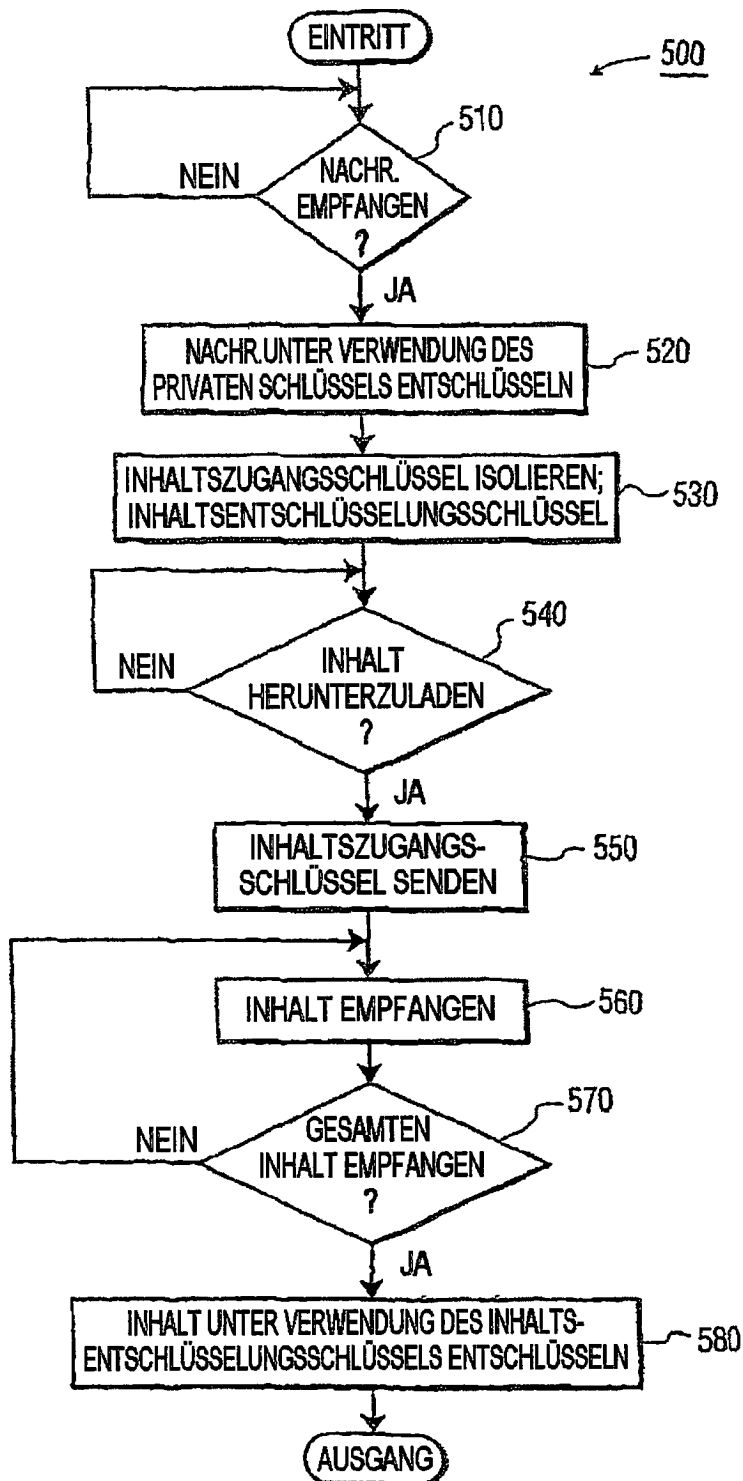 EINTRITT
500
510
NEIN
NACHR.
EMPFANGEN
?
JA
NACHR.UNTER VERWENDUNG DES
PRIVATEN SCHLÜSSELS ENTSCHLÜSSELN
520
INHALTSZUGANGSSCHLÜSSEL ISOLIEREN;
INHALTSENTSCHLÜSSELUNGSSCHLÜSSEL
530
540
NEIN
INHALT
HERUNTERZULADEN
?
JA
INHALTSZUGANGS-
SCHLÜSSEL SENDEN
550
INHALT EMPFANGEN
560
570
NEIN
GESAMTEN
INHALT EMPFANGEN
?
JA
INHALT UNTER VERWENDUNG DES INHALTS-
ENTSCHLÜSSELUNGSSCHLÜSSELS ENTSCHLÜSSELN
580
AUSGANG